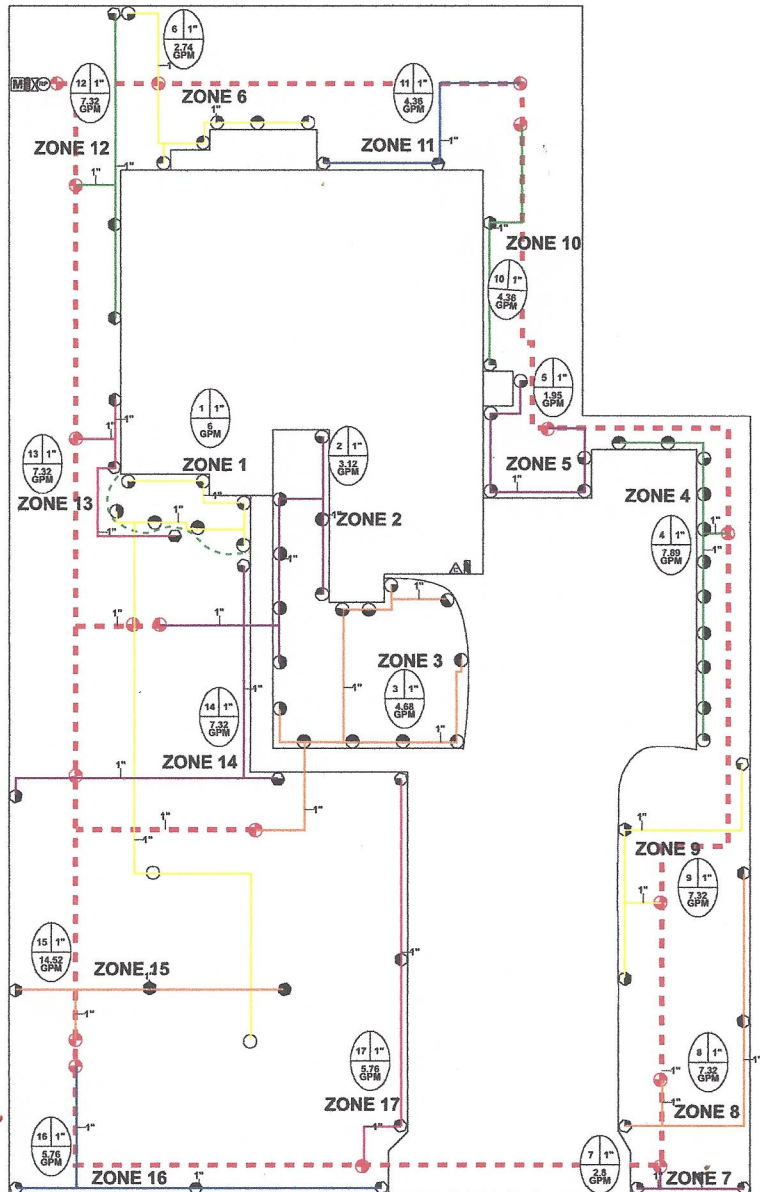 6 1"
2.74
GPM
1"
M
RP
12 1"
7.32
GPM
ZONE 6
1"
11 1"
4.36
GPM
1"
ZONE 12
ZONE 11
1"
1"
1"
ZONE 10
10 1"
4.36
GPM
5 1"
1.95
GPM
1 1"
6
GPM
1"
1"
13 1"
7.32
GPM
ZONE 13
ZONE 1
2 1"
3.12
GPM
ZONE 5
ZONE 4
ZONE 2
1"
1"
4 1"
7.89
GPM
1"
1"
1"
C
1"
1"
1"
ZONE 3
3 1"
4.68
GPM
1"
14 1"
7.32
GPM
1"
1"
ZONE 14
1"
1"
1"
1"
1"
1"
ZONE 9
9 1"
7.32
GPM
1"
15 1"
14.52
GPM
ZONE 15
1"
1"
1"
17 1"
5.76
GPM
8 1"
7.32
GPM
1"
1"
1"
ZONE 17
ZONE 8
16 1"
5.76
GPM
1"
1"
7 1"
2.8
GPM
1"
ZONE 16
ZONE 7
1"